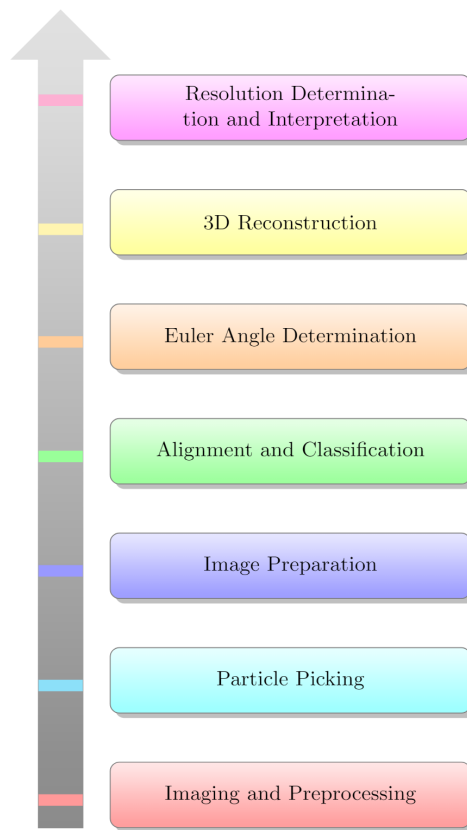 Resolution Determina-
tion and Interpretation
3D Reconstruction
Euler Angle Determination
Alignment and Classification
Image Preparation
Particle Picking
Imaging and Preprocessing